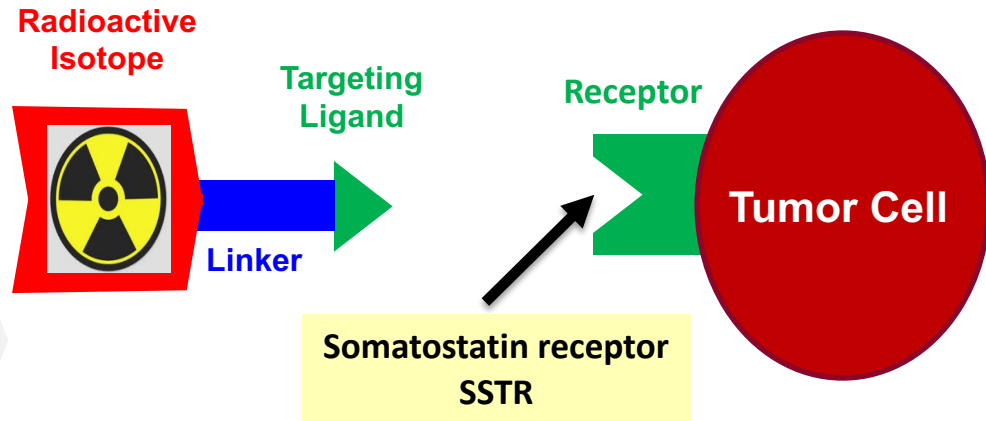 Radioactive
Isotope
Targeting
Ligand
Receptor
Tumor Cell
Linker
Somatostatin receptor
SSTR